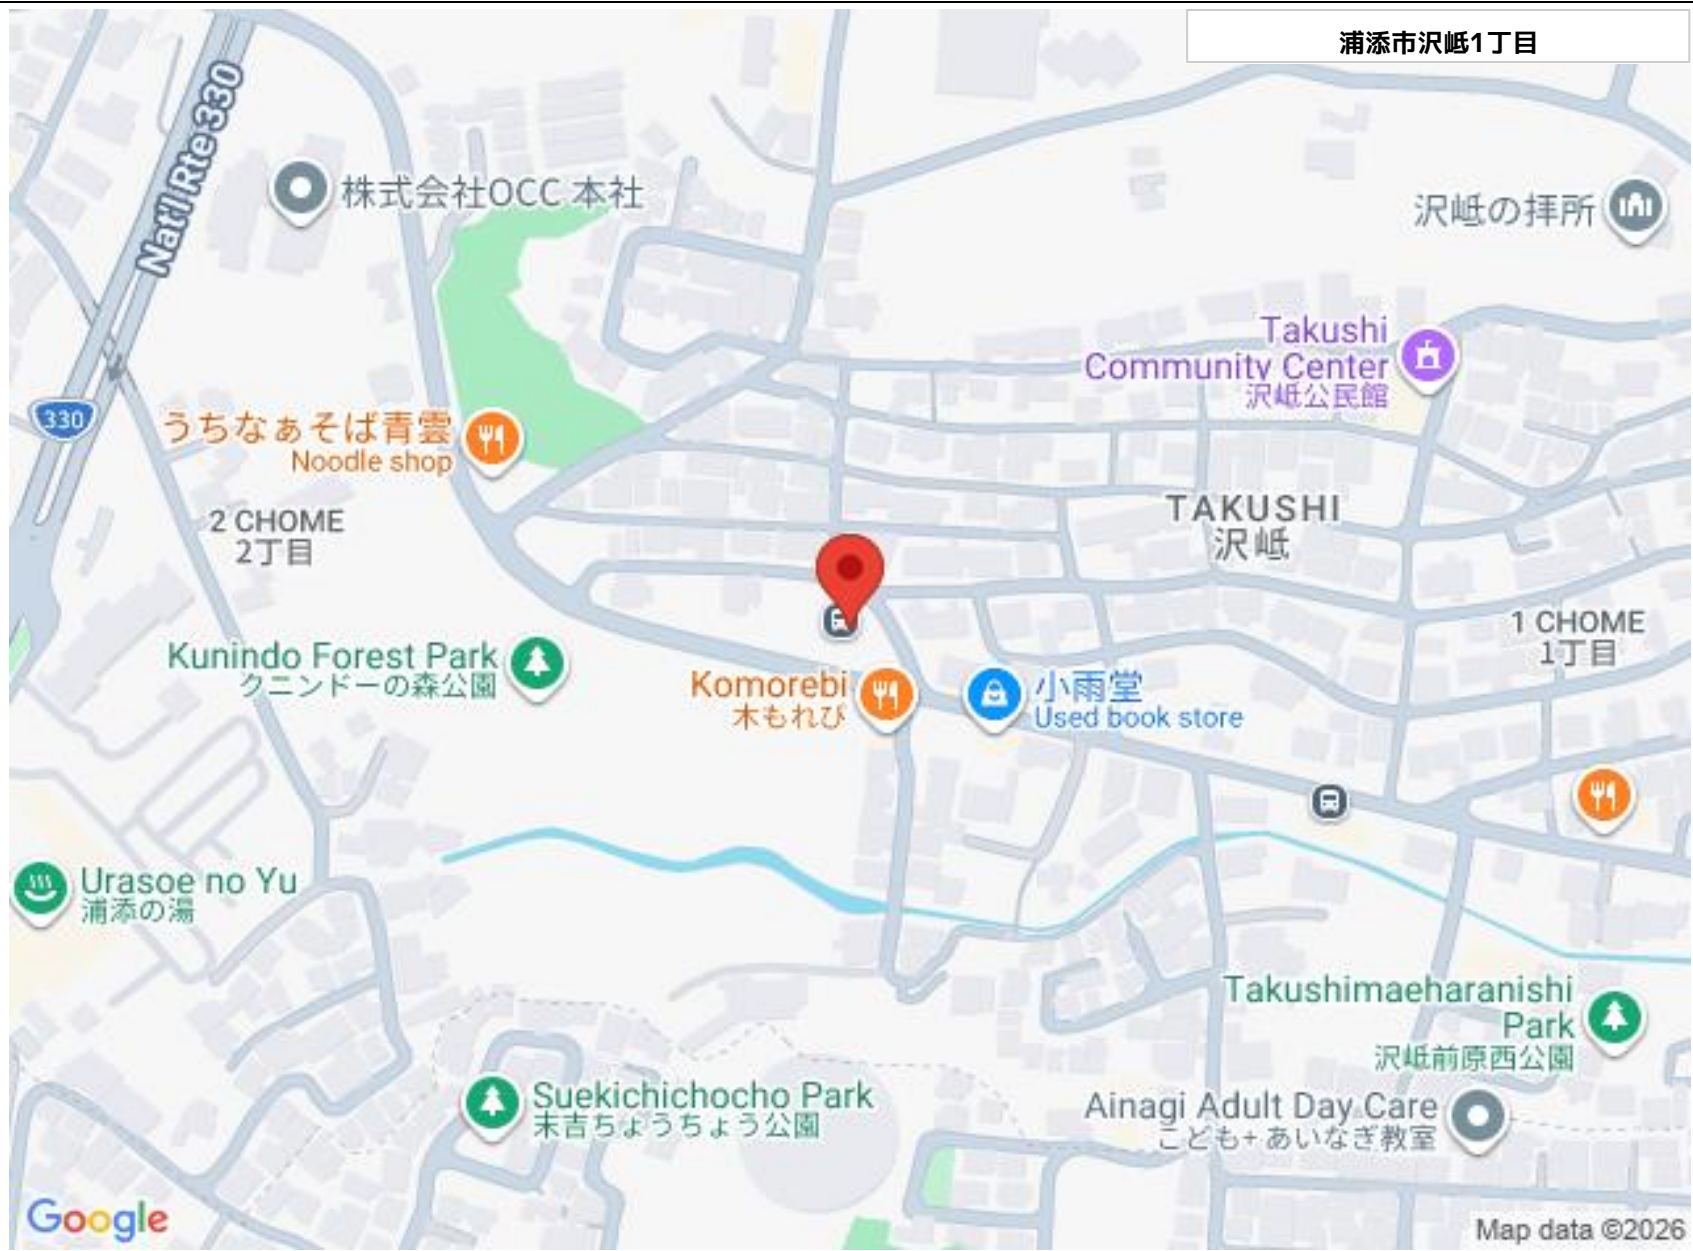 浦添市沢岻1丁目
Nat'l Rte 330
株式会社OCC 本社
沢岻の拝所
Takushi
Community Center
沢岻公民館
330
うちなぁそば青雲
Noodle shop
TAKUSHI
沢岻
2 CHOME
2丁目
1 CHOME
1丁目
Kunindo Forest Park
クニンドーの森公園
Komorebi
木もれび
小雨堂
Used book store
Urasoe no Yu
浦添の湯
Takushimaeharanishi
Park
沢岻前原西公園
Suekichichocho Park
末吉ちょうちょう公園
Ainagi Adult Day Care
こども+あいなぎ教室
Google
Map data ©2026